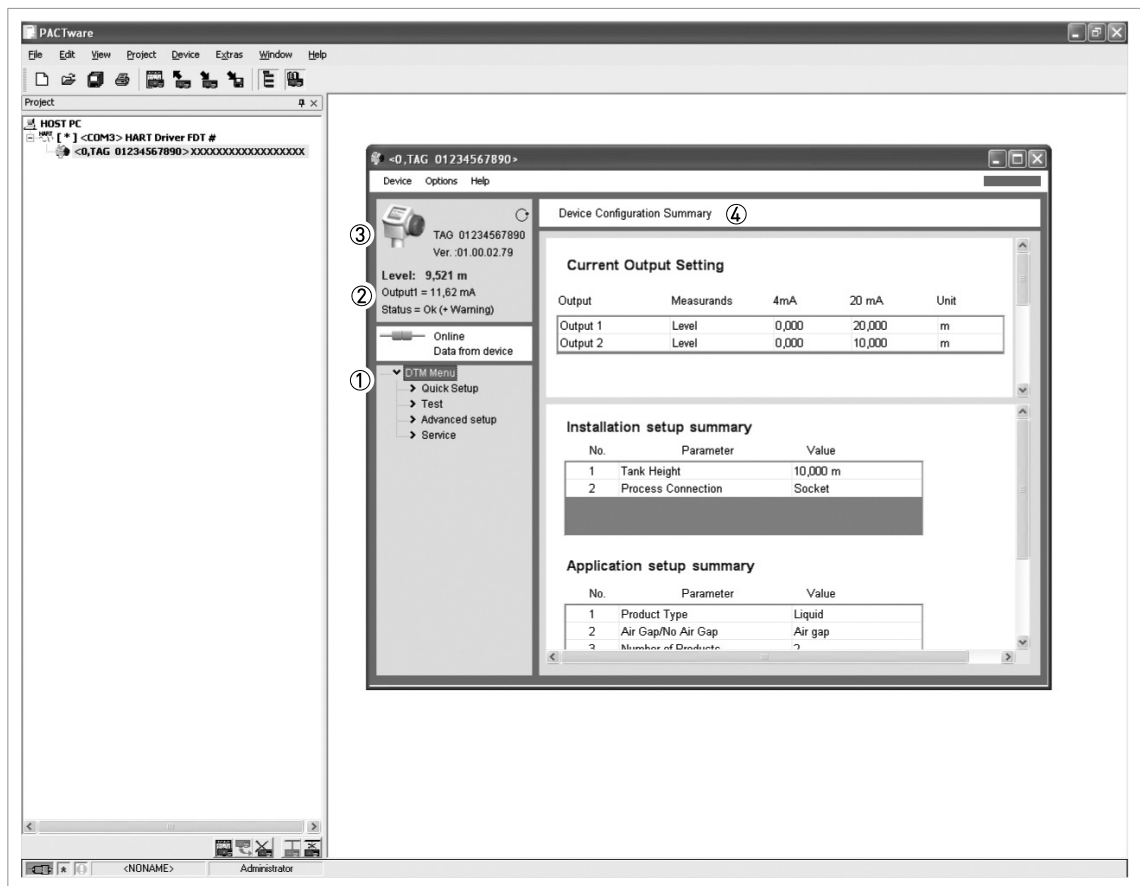 PACTware
File Edit View Project Device Extras Window Help
Project
HOST PC
HART [ * ] <COM3> HART Driver FDT #
<0,TAG 01234567890> XXXXXXXXXXXXXXXXXX
<0,TAG 01234567890>
Device Options Help
③
TAG 01234567890
Ver. :01.00.02.79
Level: 9,521 m
② Output1 = 11,62 mA
Status = Ok (+ Warning)
Online
Data from device
① DTM Menu
Quick Setup
Test
Advanced setup
Service
Device Configuration Summary ④
Current Output Setting
Output Measurands 4mA 20 mA Unit
Output 1 Level 0,000 20,000 m
Output 2 Level 0,000 10,000 m
Installation setup summary
No. Parameter Value
1 Tank Height 10,000 m
2 Process Connection Socket
Application setup summary
No. Parameter Value
1 Product Type Liquid
2 Air Gap/No Air Gap Air gap
3 Number of Products 2
<NONAME> Administrator